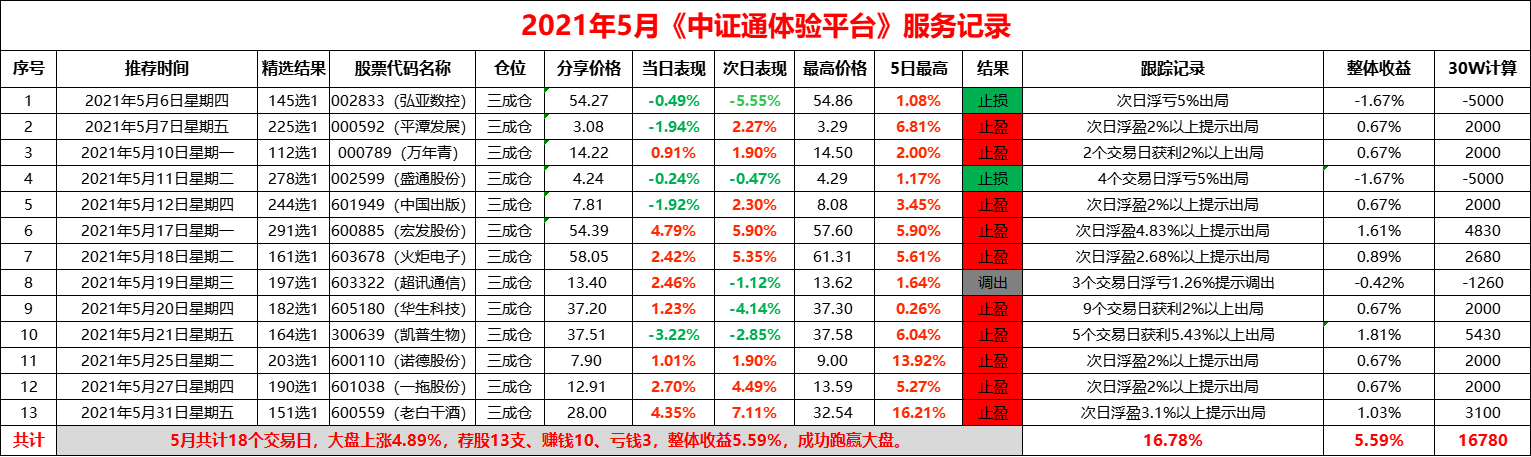 2021年5月《中证通体验平台》服务记录
序号 推荐时间 精选结果 股票代码名称 仓位 分享价格 当日表现 次日表现 最高价格 5日最高 结果 跟踪记录 整体收益 30W计算
1 2021年5月6日星期四 145选1 002833（弘亚数控） 三成仓 54.27 -0.49% -5.55% 54.86 1.08% 止损 次日浮亏5%出局 -1.67% -5000
2 2021年5月7日星期五 225选1 000592（平潭发展） 三成仓 3.08 -1.94% 2.27% 3.29 6.81% 止盈 次日浮盈2%以上提示出局 0.67% 2000
3 2021年5月10日星期一 112选1 000789（万年青） 三成仓 14.22 0.91% 1.90% 14.50 2.00% 止盈 2个交易日获利2%以上出局 0.67% 2000
4 2021年5月11日星期二 278选1 002599（盛通股份） 三成仓 4.24 -0.24% -0.47% 4.29 1.17% 止损 4个交易日浮亏5%出局 -1.67% -5000
5 2021年5月12日星期四 244选1 601949（中国出版） 三成仓 7.81 -1.92% 2.30% 8.08 3.45% 止盈 次日浮盈2%以上提示出局 0.67% 2000
6 2021年5月17日星期一 291选1 600885（宏发股份） 三成仓 54.39 4.79% 5.90% 57.60 5.90% 止盈 次日浮盈4.83%以上提示出局 1.61% 4830
7 2021年5月18日星期二 161选1 603678（火炬电子） 三成仓 58.05 2.42% 5.35% 61.31 5.61% 止盈 次日浮盈2.68%以上提示出局 0.89% 2680
8 2021年5月19日星期三 197选1 603322（超讯通信） 三成仓 13.40 2.46% -1.12% 13.62 1.64% 调出 3个交易日浮亏1.26%提示调出 -0.42% -1260
9 2021年5月20日星期四 182选1 605180（华生科技） 三成仓 37.20 1.23% -4.14% 37.30 0.26% 止盈 9个交易日获利2%以上出局 0.67% 2000
10 2021年5月21日星期五 164选1 300639（凯普生物） 三成仓 37.51 -3.22% -2.85% 37.58 6.04% 止盈 5个交易日获利5.43%以上出局 1.81% 5430
11 2021年5月25日星期二 203选1 600110（诺德股份） 三成仓 7.90 1.01% 1.90% 9.00 13.92% 止盈 次日浮盈2%以上提示出局 0.67% 2000
12 2021年5月27日星期四 190选1 601038（一拖股份） 三成仓 12.91 2.70% 4.49% 13.59 5.27% 止盈 次日浮盈2%以上提示出局 0.67% 2000
13 2021年5月31日星期五 151选1 600559（老白干酒） 三成仓 28.00 4.35% 7.11% 32.54 16.21% 止盈 次日浮盈3.1%以上提示出局 1.03% 3100
共计 5月共计18个交易日，大盘上涨4.89%，荐股13支、赚钱10、亏钱3，整体收益5.59%，成功跑赢大盘。 16.78% 5.59% 16780